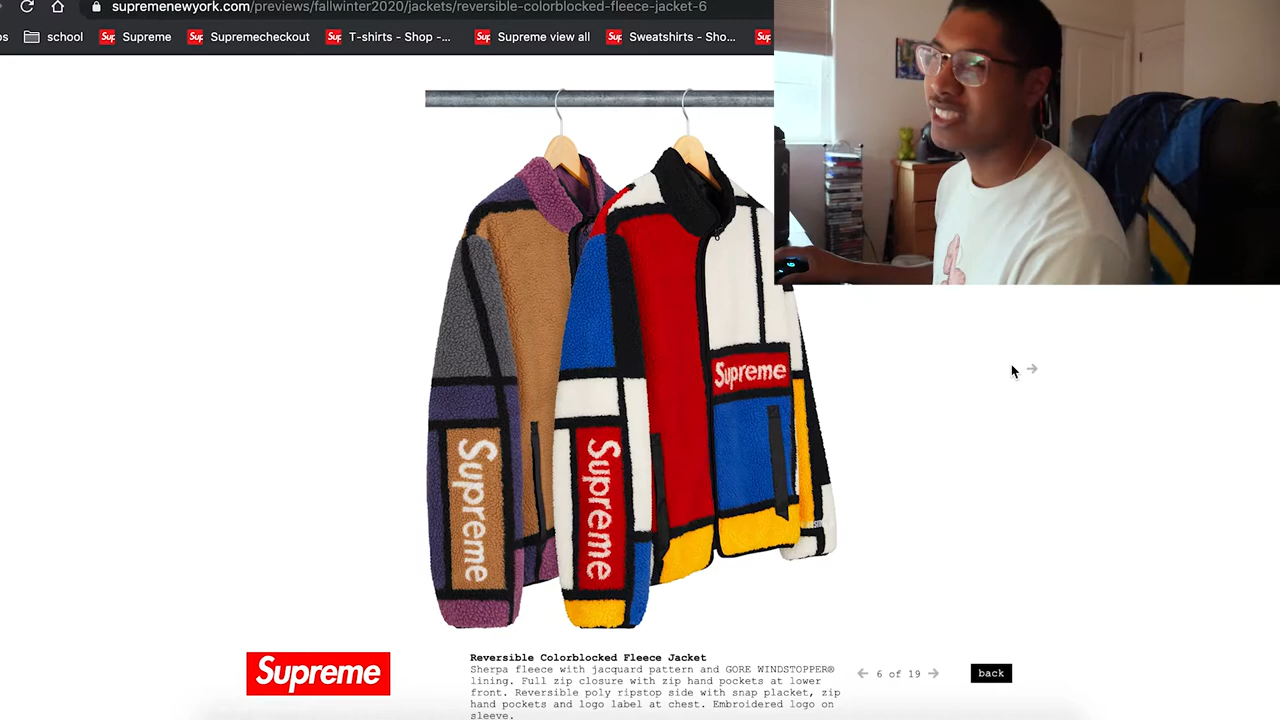 supremenewyork.com/previews/fallwinter2020/jackets/reversible-colorblocked-fleece-jacket-6
school
Supreme
Supremecheckout
T-shirts - Shop -...
Supreme view all
Sweatshirts - Sho...
Supreme
Supreme
Supreme
Supreme
Reversible Colorblocked Fleece Jacket
Sherpa fleece with jacquard pattern and GORE WINDSTOPPER®
lining. Full zip closure with zip hand pockets at lower
front. Reversible poly ripstop side with snap placket, zip
hand pockets and logo label at chest. Embroidered logo on
sleeve.
6 of 19
back